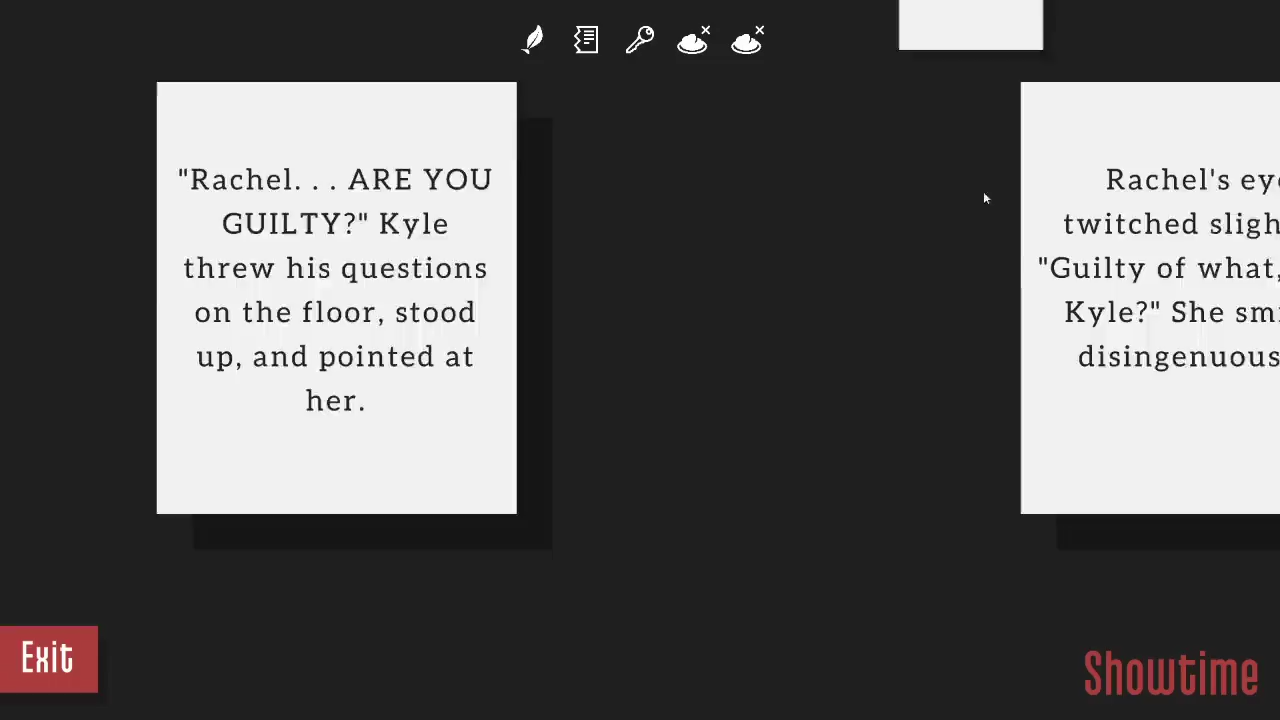 "Rachel. . . ARE YOU
GUILTY?" Kyle
threw his questions
on the floor, stood
up, and pointed at
her.
Rachel's
twitched
"Guilty of what,
Kyle?" She
Exit
Showtime